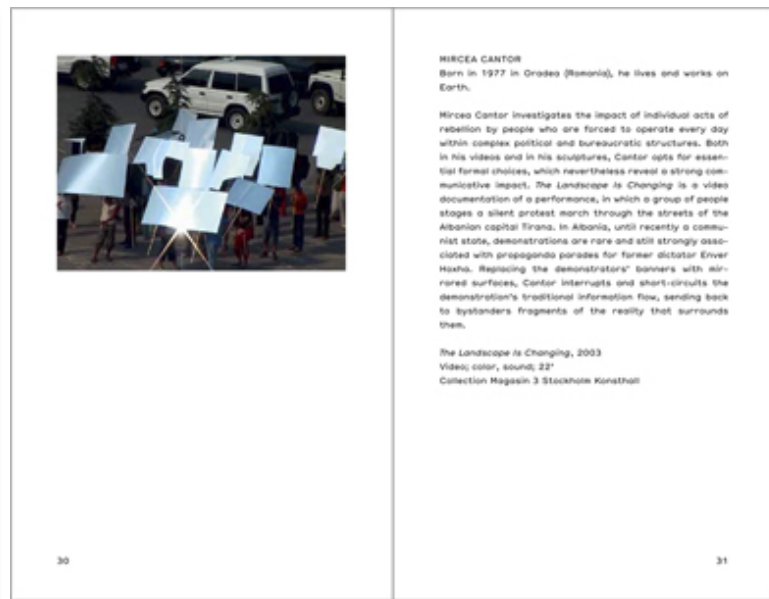 MIRCEA CANTOR
Born in 1977 in Oradea (Romania), he lives and works on
Earth.
Mircea Cantor investigates the impact of individual acts of
rebellion by people who are forced to operate every day
within complex political and bureaucratic structures. Both
in his videos and in his sculptures, Cantor opts for essen-
tial formal choices, which nevertheless reveal a strong com-
municative impact. The Landscape Is Changing is a video
documentation of a performance, in which a group of people
stages a silent protest march through the streets of the
Albanian capital Tirana. In Albania, until recently a commu-
nist state, demonstrations are rare and still strongly asso-
ciated with propaganda parades for former dictator Enver
Hoxha. Replacing the demonstrators' banners with mir-
rored surfaces, Cantor interrupts and short-circuits the
demonstration's traditional information flow, sending back
to bystanders fragments of the reality that surrounds
them.
The Landscape Is Changing, 2003
Video; color, sound; 22'
Collection Magasin 3 Stockholm Konsthall
30
31